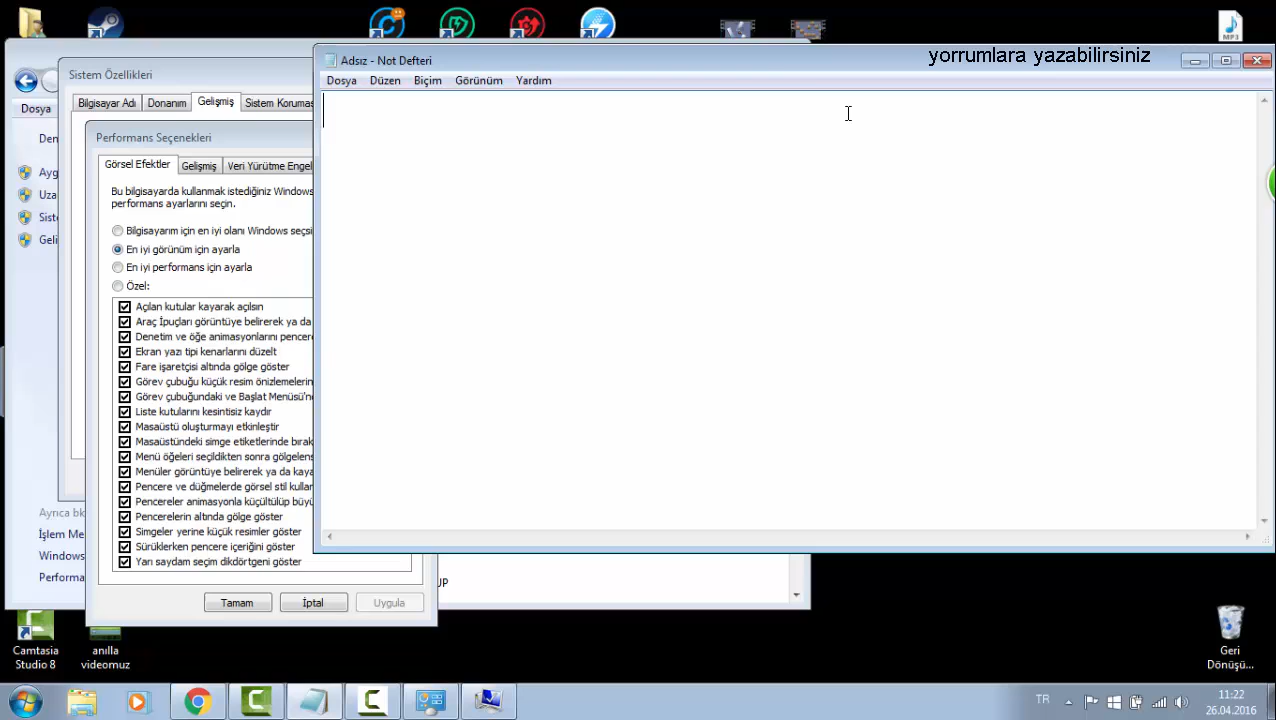 yorrumlara yazabilirsiniz
Adsız - Not Defteri
Dosya Düzen Biçim Görünüm Yardım
Sistem Özellikleri
Bilgisayar Adı Donanım Gelişmiş Sistem Koruması
Dosya
Performans Seçenekleri
Görsel Efektler Gelişmiş Veri Yürütme Engel
Bu bilgisayarda kullanmak istediğiniz Windows
performans ayarlarını seçin.
Bilgisayarım için en iyi olanı Windows seçsi
En iyi görünüm için ayarla
En iyi performans için ayarla
Özel:
Açılan kutular kayarak açılsın
Araç İpuçları görüntüye belirerek ya da
Denetim ve öğe animasyonlarını pencere
Ekran yazı tipi kenarlarını düzelt
Fare işaretçisi altında gölge göster
Görev çubuğu küçük resim önizlemelerin
Görev çubuğundaki ve Başlat Menüsü'n
Liste kutularını kesintisiz kaydır
Masaüstü oluşturmayı etkinleştir
Masaüstündeki simge etiketlerinde bırak
Menü öğeleri seçildikten sonra gölgelens
Menüler görüntüye belirerek ya da kaya
Pencere ve düğmelerde görsel stil kullan
Pencereler animasyonla küçültülüp büyü
Pencerelerin altında gölge göster
Simgeler yerine küçük resimler göster
Sürüklerken pencere içeriğini göster
Yarı saydam seçim dikdörtgeni göster
Tamam İptal Uygula
Den
Ayg
Uza
Sist
Geli
Ayrıca bk
İşlem Me
Windows
Performa
UP
MP3
Camtasia
Studio 8
anılla
videomuz
Geri
Dönüşü...
TR
11:22
26.04.2016